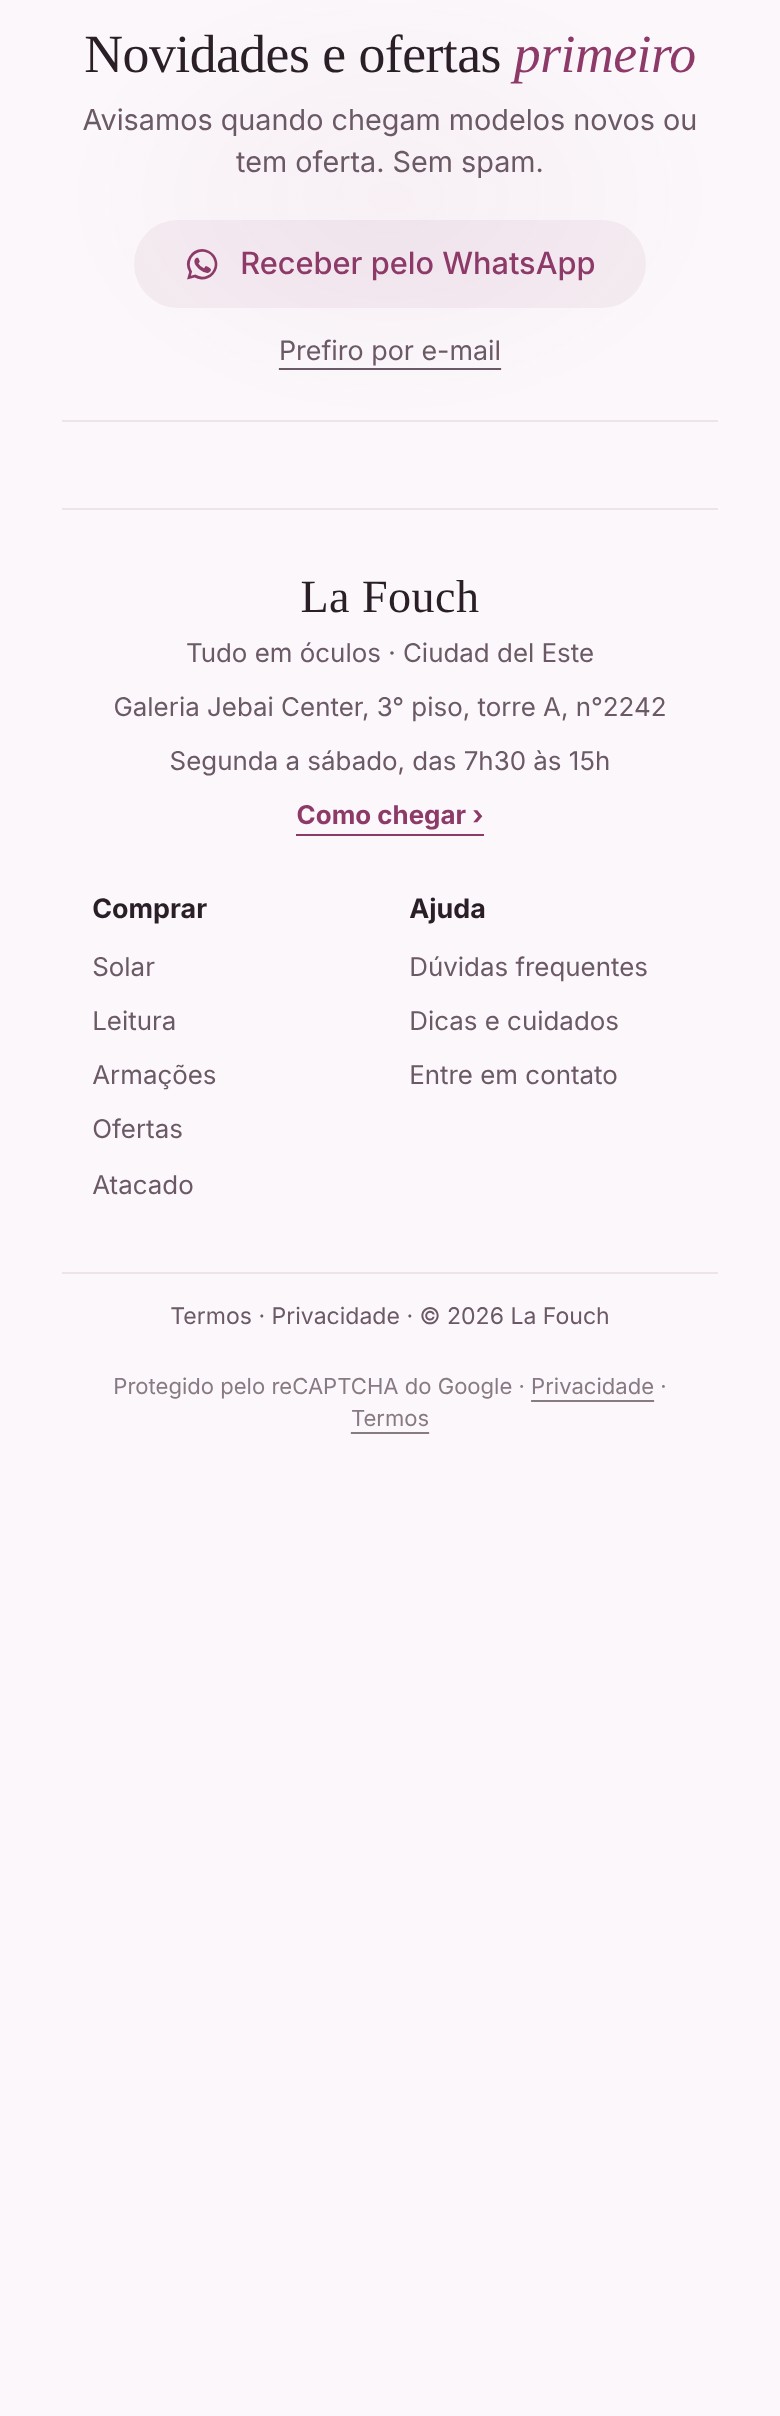 Novidades e ofertas primeiro
Avisamos quando chegam modelos novos ou
tem oferta. Sem spam.
Receber pelo WhatsApp
Prefiro por e-mail
La Fouch
Tudo em óculos · Ciudad del Este
Galeria Jebai Center, 3° piso, torre A, n°2242
Segunda a sábado, das 7h30 às 15h
Como chegar ›
Comprar
Solar
Leitura
Armações
Ofertas
Atacado
Ajuda
Dúvidas frequentes
Dicas e cuidados
Entre em contato
Termos · Privacidade · © 2026 La Fouch
Protegido pelo reCAPTCHA do Google · Privacidade ·
Termos